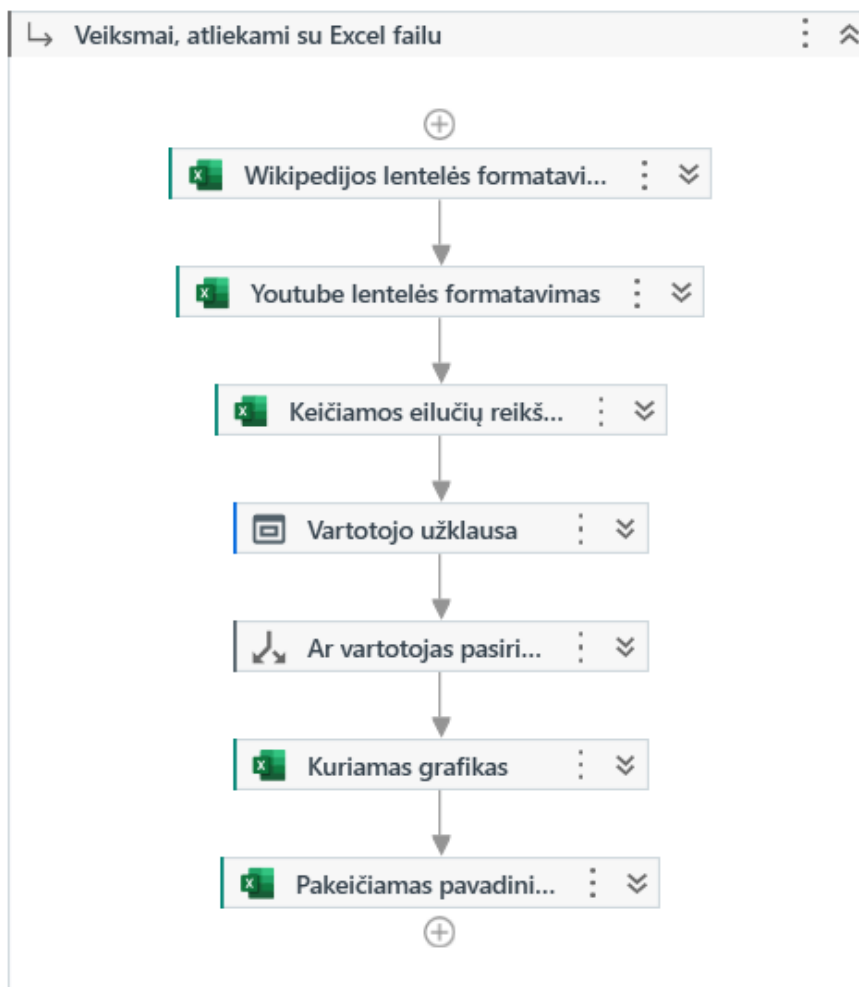 Veiksmai, atliekami su Excel failu
Wikipedijos lentelės formatavi...
Youtube lentelės formatavimas
Keičiamos eilučių reikš...
Vartotojo užklausa
Ar vartotojas pasiri...
Kuriamas grafikas
Pakeičiamas pavadini...